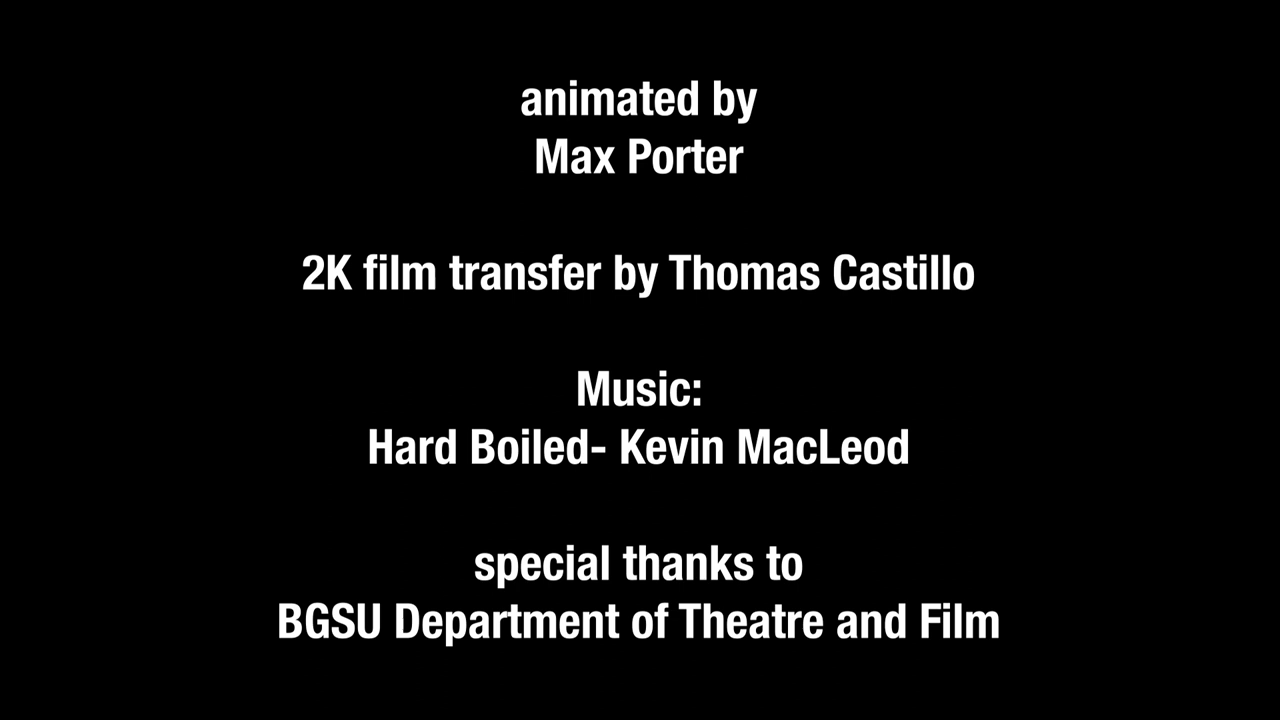 animated by
Max Porter
2K film transfer by Thomas Castillo
Music:
Hard Boiled- Kevin MacLeod
special thanks to
BGSU Department of Theatre and Film